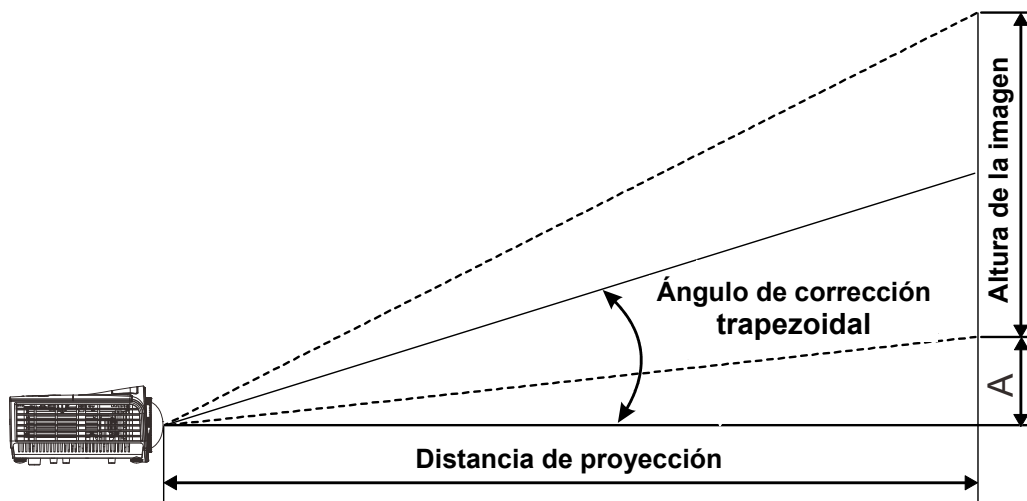 Altura de la imagen
Ángulo de corrección
trapezoidal
A
Distancia de proyección